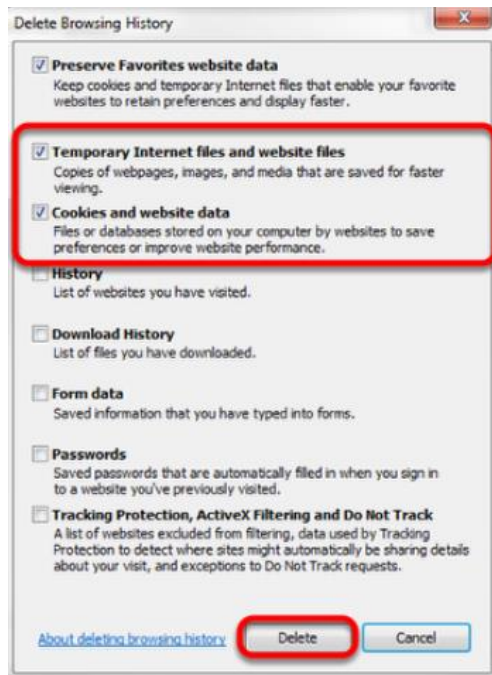 Delete Browsing History
Preserve Favorites website data
Keep cookies and temporary Internet files that enable your favorite
websites to retain preferences and display faster.
Temporary Internet files and website files
Copies of webpages, images, and media that are saved for faster
viewing.
Cookies and website data
Files or databases stored on your computer by websites to save
preferences or improve website performance.
History
List of websites you have visited.
Download History
List of files you have downloaded.
Form data
Saved information that you have typed into forms.
Passwords
Saved passwords that are automatically filled in when you sign in
to a website you've previously visited.
Tracking Protection, ActiveX Filtering and Do Not Track
A list of websites excluded from filtering, data used by Tracking
Protection to detect where sites might automatically be sharing details
about your visit, and exceptions to Do Not Track requests.
About deleting browsing history Delete Cancel